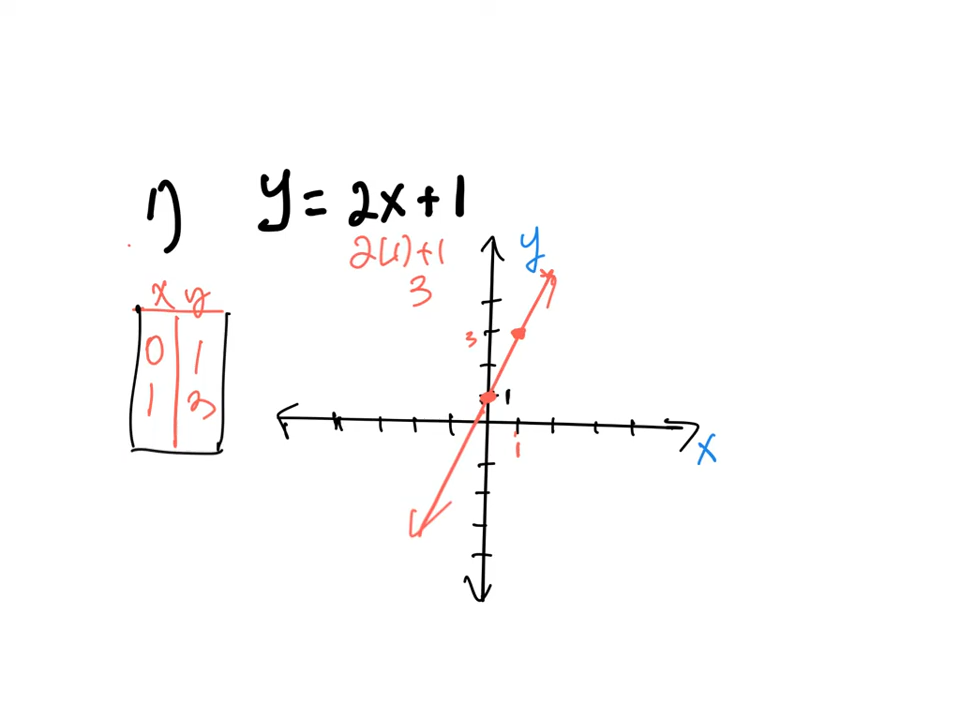 1) y = 2x + 1
2(1) + 1
3
x y
0 1
1 3
y
3
1
1
x